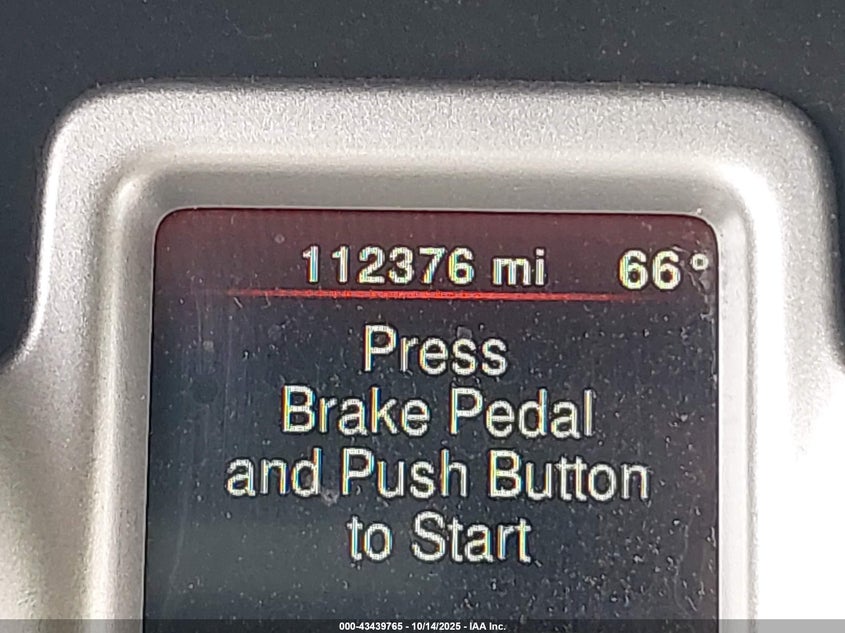 112376 mi 66°
Press
Brake Pedal
and Push Button
to Start
000-43439765 - 10/14/2025 - IAA Inc.